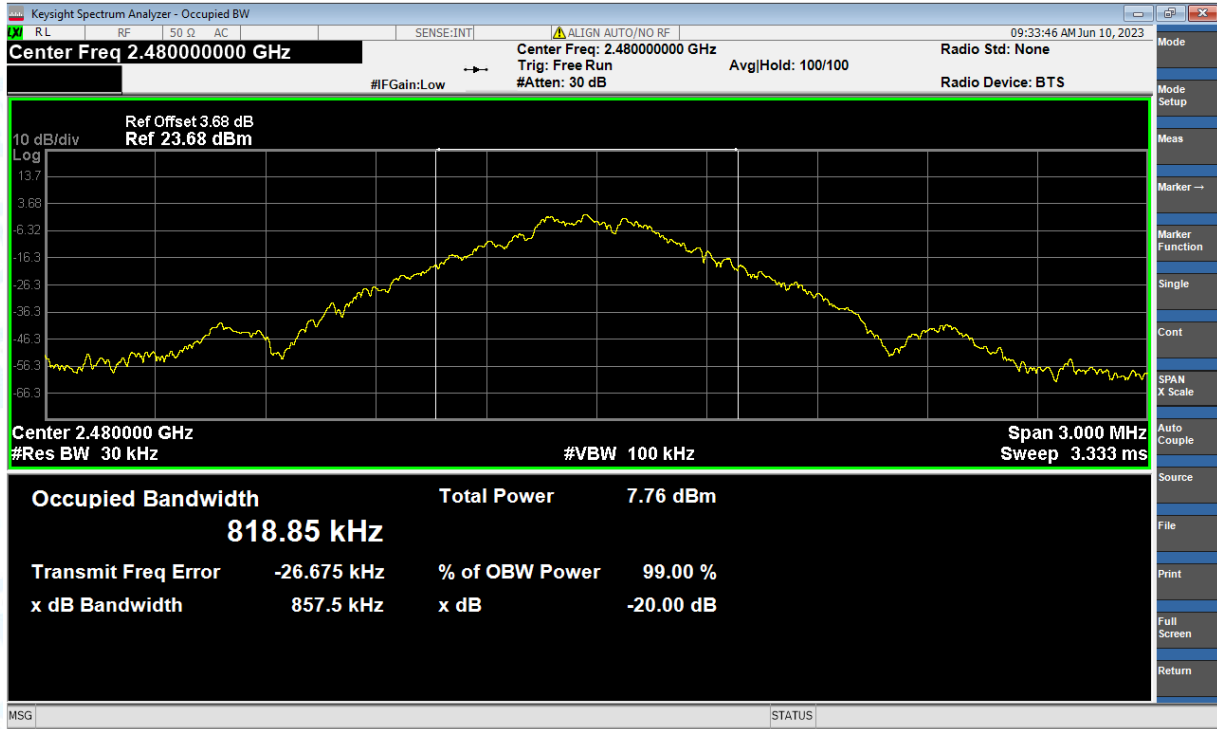 Keysight Spectrum Analyzer - Occupied BW
LXI RL RF 50 Ω AC SENSE:INT ALIGN AUTO/NO RF 09:33:46 AM Jun 10, 2023
Center Freq 2.480000000 GHz
Center Freq: 2.480000000 GHz Radio Std: None
Trig: Free Run Avg|Hold: 100/100
#IFGain:Low #Atten: 30 dB Radio Device: BTS
Ref Offset 3.68 dB
10 dB/div Ref 23.68 dBm
Log
13.7
3.68
-6.32
-16.3
-26.3
-36.3
-46.3
-56.3
-66.3
Center 2.480000 GHz Span 3.000 MHz
#Res BW 30 kHz #VBW 100 kHz Sweep 3.333 ms
Occupied Bandwidth Total Power 7.76 dBm
818.85 kHz
Transmit Freq Error -26.675 kHz % of OBW Power 99.00 %
x dB Bandwidth 857.5 kHz x dB -20.00 dB
MSG STATUS
Mode
Mode
Setup
Meas
Marker →
Marker
Function
Single
Cont
SPAN
X Scale
Auto
Couple
Source
File
Print
Full
Screen
Return